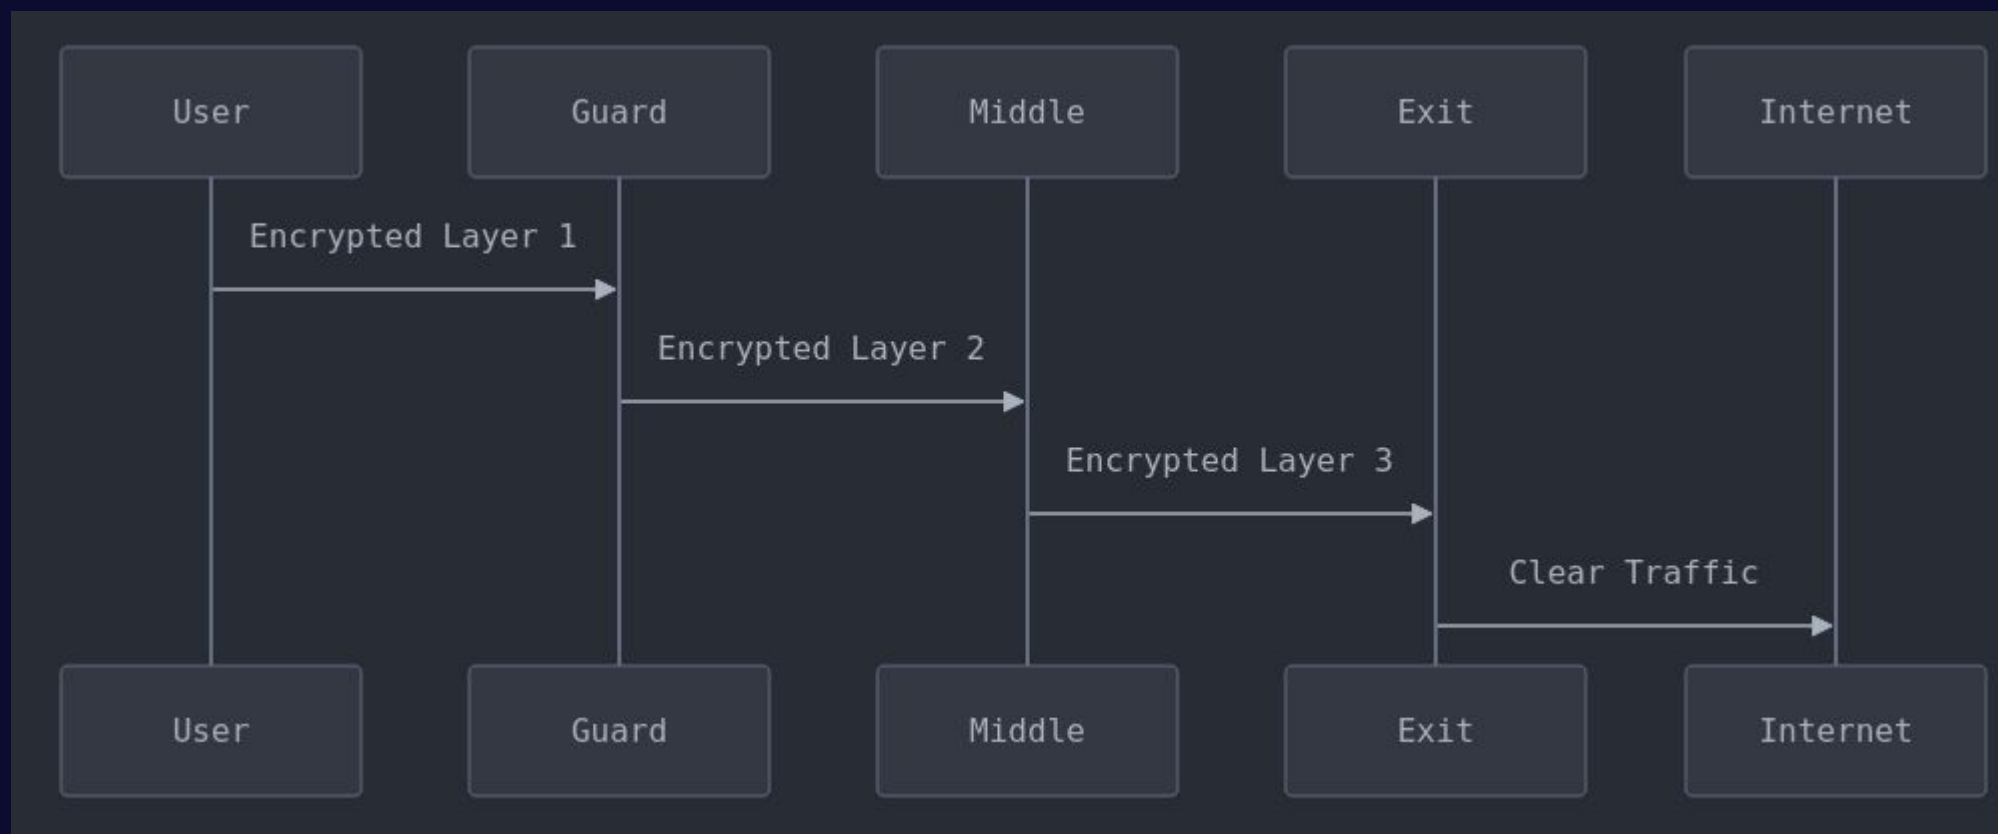 User
Guard
Middle
Exit
Internet
Encrypted Layer 1
Encrypted Layer 2
Encrypted Layer 3
Clear Traffic
User
Guard
Middle
Exit
Internet